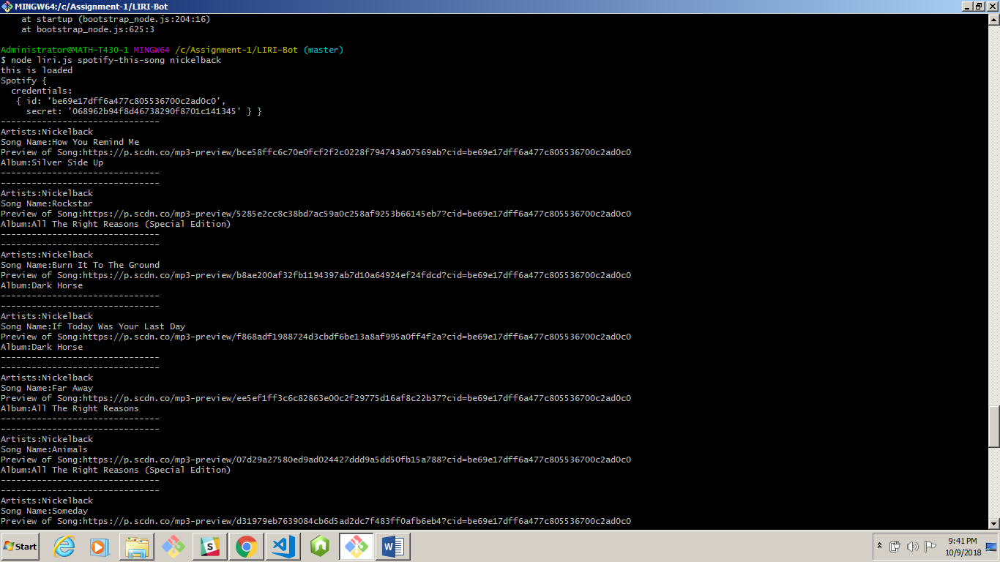 MINGW64:/c/Assignment-1/LIRI-Bot
at startup (bootstrap_node.js:204:16)
at bootstrap_node.js:625:3
Administrator@MATH-T430-1 MINGW64 /c/Assignment-1/LIRI-Bot (master)
$ node liri.js spotify-this-song nickelback
this is loaded
Spotify {
credentials:
{ id: 'be69e17dff6a477c805536700c2ad0c0',
secret: '068962b94f8d46738290f8701c141345' } }
-------------------------------
Artists:Nickelback
Song Name:How You Remind Me
Preview of Song:https://p.scdn.co/mp3-preview/bce58ffc6c70e0fcf2f2c0228f794743a07569ab?cid=be69e17dff6a477c805536700c2ad0c0
Album:Silver Side Up
-------------------------------
-------------------------------
Artists:Nickelback
Song Name:Rockstar
Preview of Song:https://p.scdn.co/mp3-preview/5285e2cc8c38bd7ac59a0c258af9253b66145eb7?cid=be69e17dff6a477c805536700c2ad0c0
Album:All The Right Reasons (Special Edition)
-------------------------------
-------------------------------
Artists:Nickelback
Song Name:Burn It To The Ground
Preview of Song:https://p.scdn.co/mp3-preview/b8ae200af32fb1194397ab7d10a64924ef24fdcd?cid=be69e17dff6a477c805536700c2ad0c0
Album:Dark Horse
-------------------------------
-------------------------------
Artists:Nickelback
Song Name:If Today Was Your Last Day
Preview of Song:https://p.scdn.co/mp3-preview/f868adf1988724d3cbdf6be13a8af995a0ff4f2a?cid=be69e17dff6a477c805536700c2ad0c0
Album:Dark Horse
-------------------------------
-------------------------------
Artists:Nickelback
Song Name:Far Away
Preview of Song:https://p.scdn.co/mp3-preview/ee5ef1ff3c6c82863e00c2f29775d16af8c22b37?cid=be69e17dff6a477c805536700c2ad0c0
Album:All The Right Reasons
-------------------------------
-------------------------------
Artists:Nickelback
Song Name:Animals
Preview of Song:https://p.scdn.co/mp3-preview/07d29a27580ed9ad024427ddd9a5dd50fb15a788?cid=be69e17dff6a477c805536700c2ad0c0
Album:All The Right Reasons (Special Edition)
-------------------------------
-------------------------------
Artists:Nickelback
Song Name:Someday
Preview of Song:https://p.scdn.co/mp3-preview/d31979eb7639084cb6d5ad2dc7f483ff0afb6eb4?cid=be69e17dff6a477c805536700c2ad0c0
Start
9:41 PM
10/9/2018